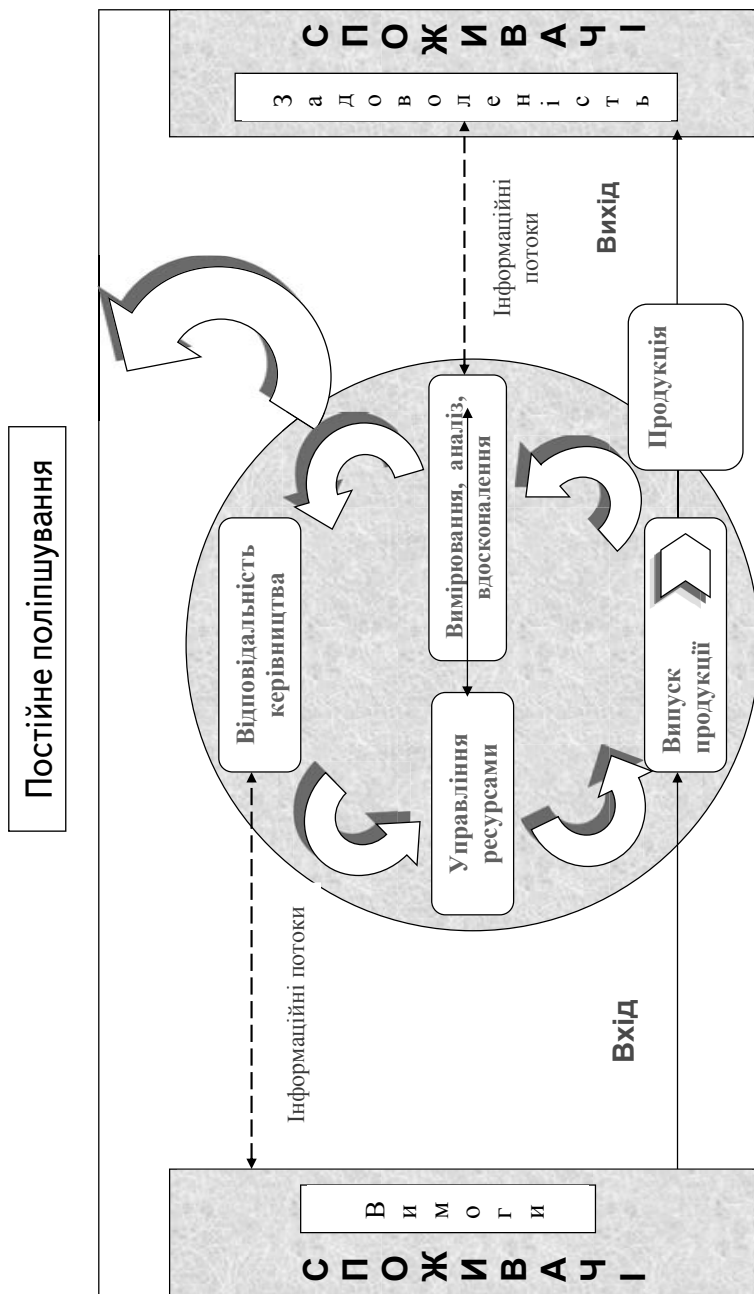 Постійне поліпшування
СПОЖИВАЧІ
Вимоги
Інформаційні потоки
Вхід
Відповідальність
керівництва
Управління
ресурсами
Вимірювання, аналіз,
вдосконалення
Випуск
продукції
Продукція
Інформаційні
потоки
Вихід
Задоволеність
СПОЖИВАЧІ